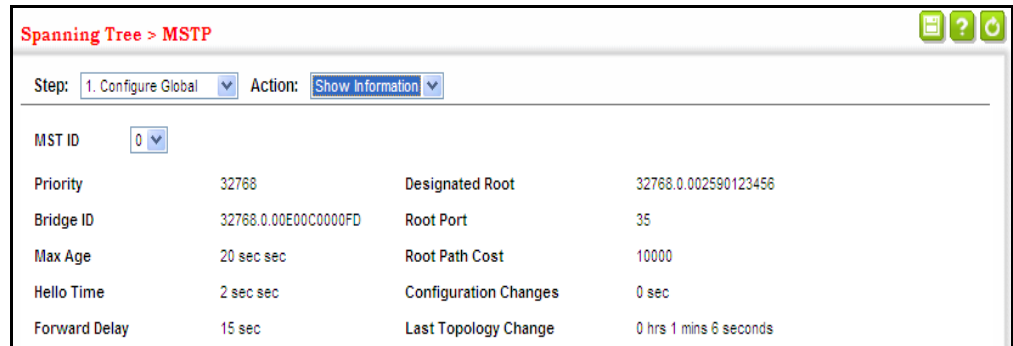 Spanning Tree > MSTP
Step: 1. Configure Global Action: Show Information
MST ID 0
Priority 32768 Designated Root 32768.0.002590123456
Bridge ID 32768.0.00E00C0000FD Root Port 35
Max Age 20 sec sec Root Path Cost 10000
Hello Time 2 sec sec Configuration Changes 0 sec
Forward Delay 15 sec Last Topology Change 0 hrs 1 mins 6 seconds